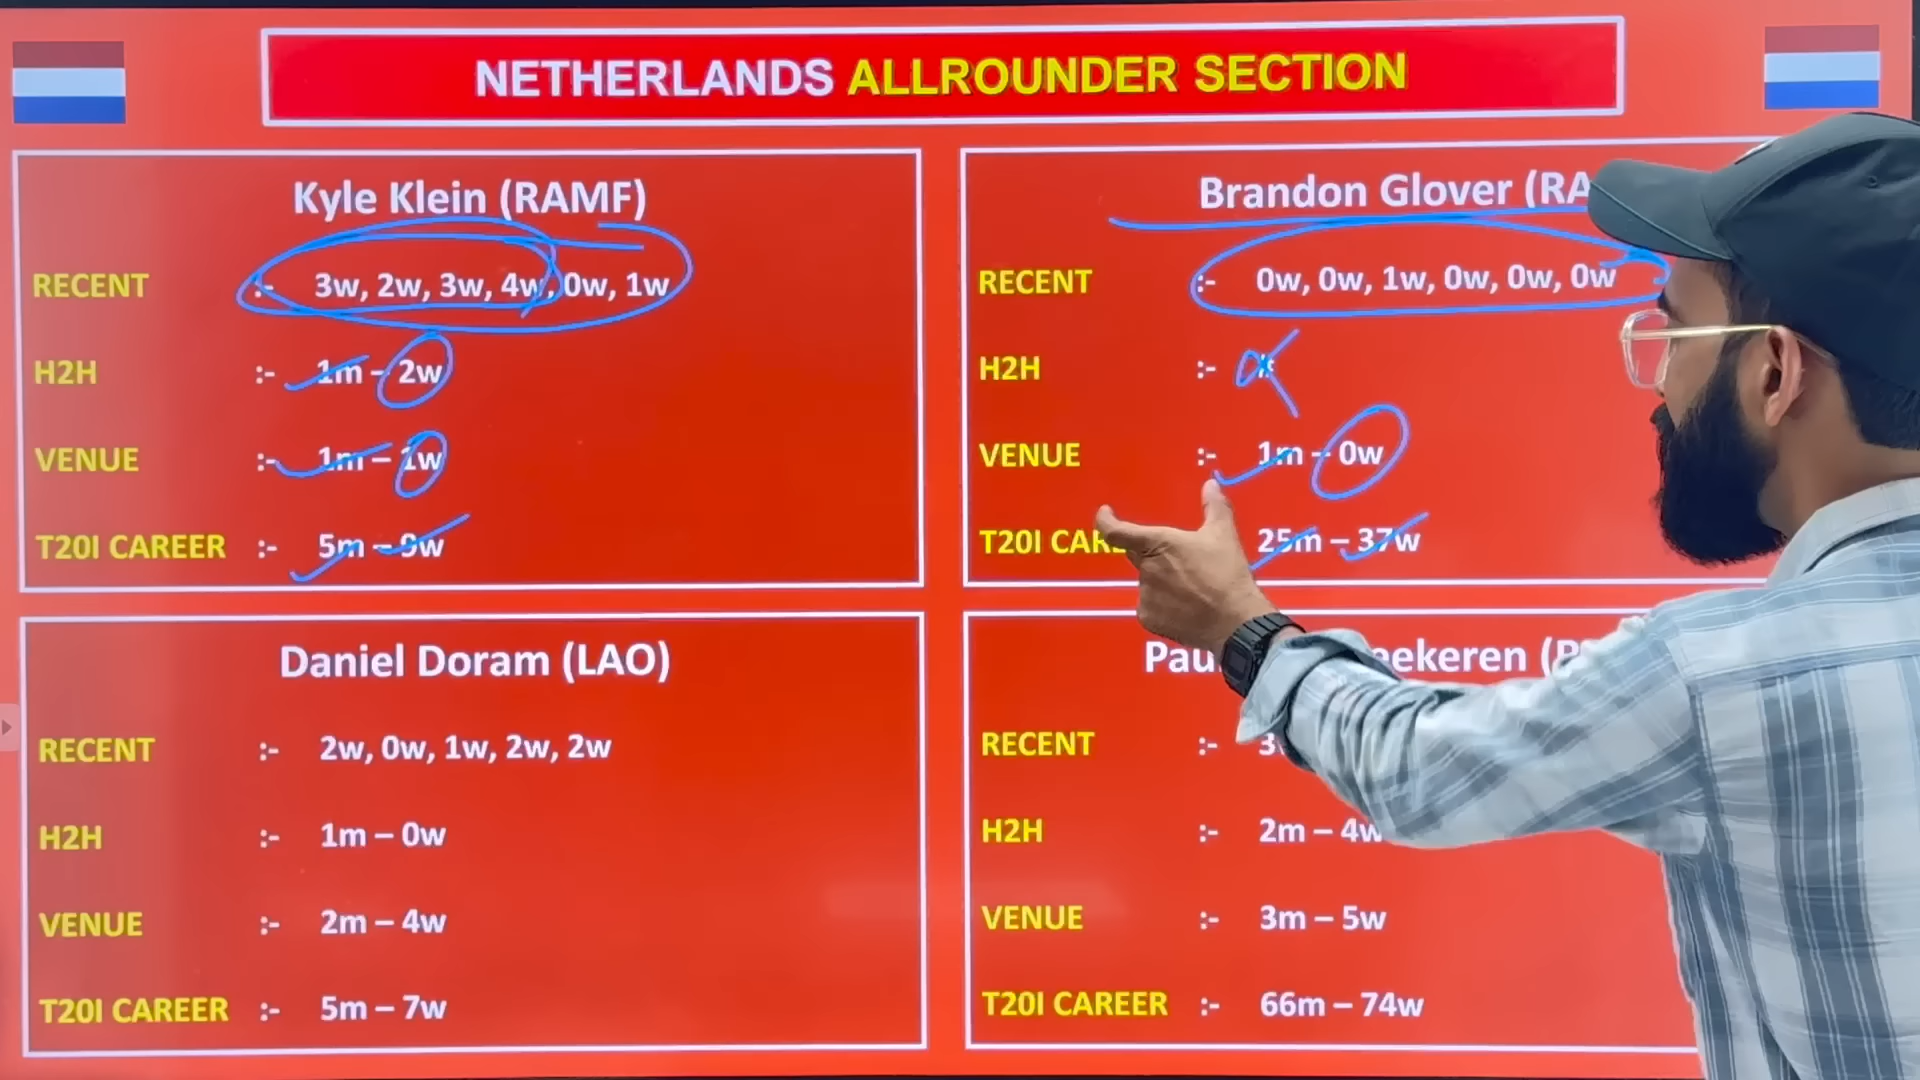 NETHERLANDS ALLROUNDER SECTION
Kyle Klein (RAMF)
RECENT :- 3w, 2w, 3w, 4w, 0w, 1w
H2H :- 1m – 2w
VENUE :- 1m – 1w
T20I CAREER :- 5m – 9w
Brandon Glover (RA
RECENT :- 0w, 0w, 1w, 0w, 0w, 0w
H2H :-
VENUE :- 1m – 0w
T20I CAR 25m – 37w
Daniel Doram (LAO)
RECENT :- 2w, 0w, 1w, 2w, 2w
H2H :- 1m – 0w
VENUE :- 2m – 4w
T20I CAREER :- 5m – 7w
Pau eekeren (
RECENT :- 3
H2H :- 2m – 4w
VENUE :- 3m – 5w
T20I CAREER :- 66m – 74w